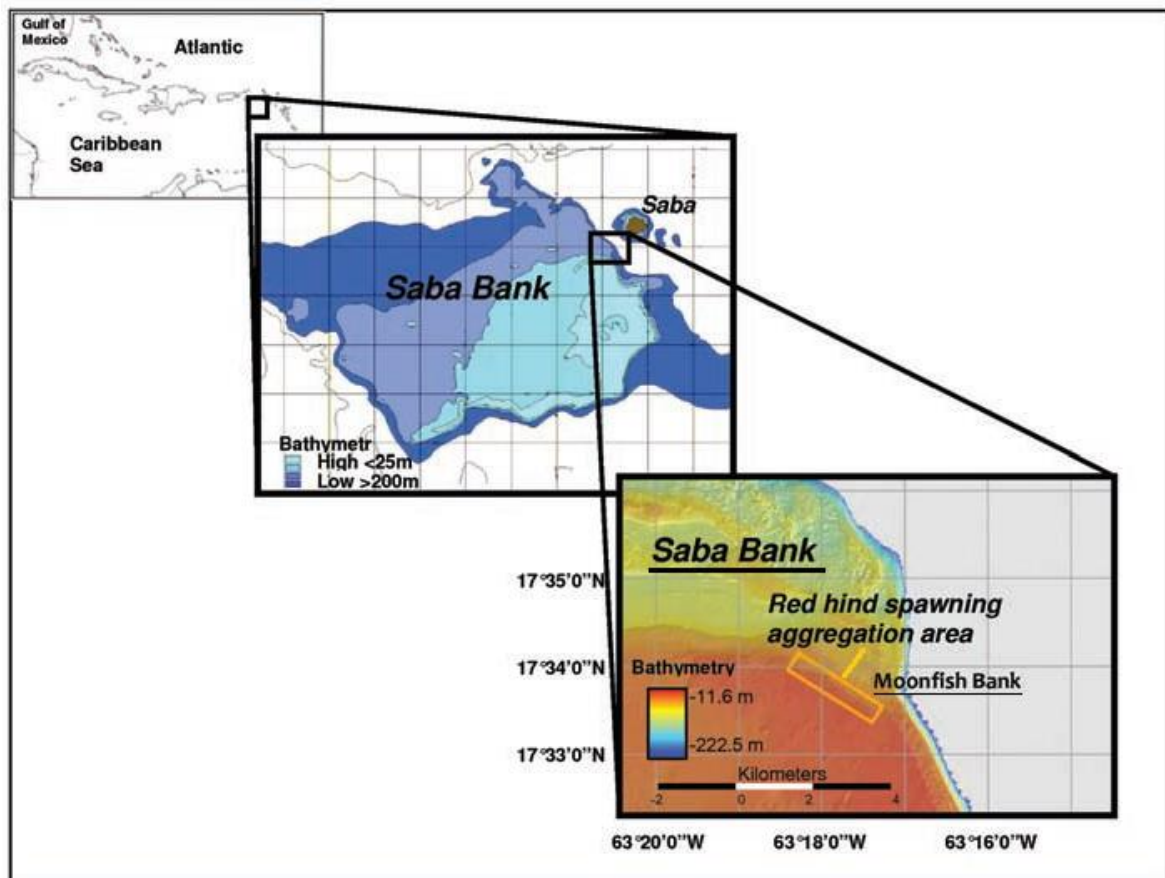 Gulf of
Mexico
Atlantic
Caribbean
Sea
Saba
Saba Bank
Bathymetr
High <25m
Low >200m
Saba Bank
17°35'0''N
Red hind spawning
aggregation area
17°34'0''N
Bathymetry
Moonfish Bank
-11.6 m
-222.5 m
17°33'0''N
Kilometers
-2 0 2 4
63°20'0''W 63°18'0''W 63°16'0''W